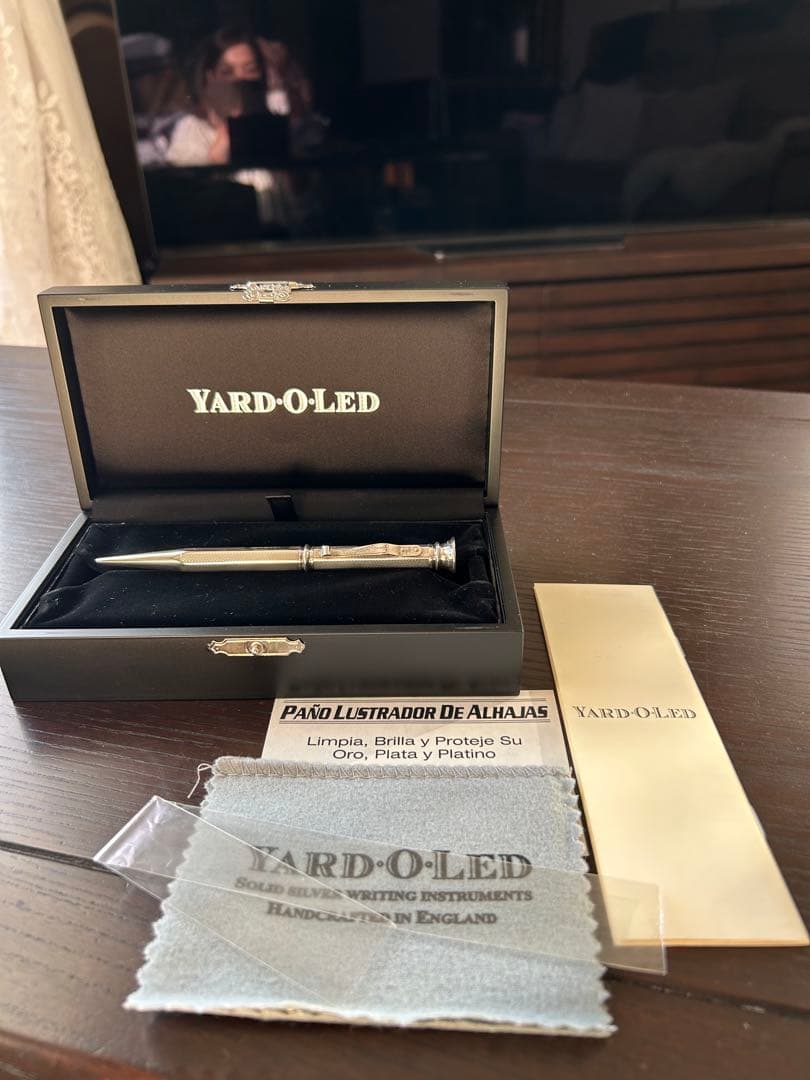 YARD·O·LED
YARD·O·LED
PAÑO LUSTRADOR DE ALHAJAS
Limpia, Brilla y Proteje Su
Oro, Plata y Platino
YARD·O·LED
SOLID SILVER WRITING INSTRUMENTS
HANDCRAFTED IN ENGLAND